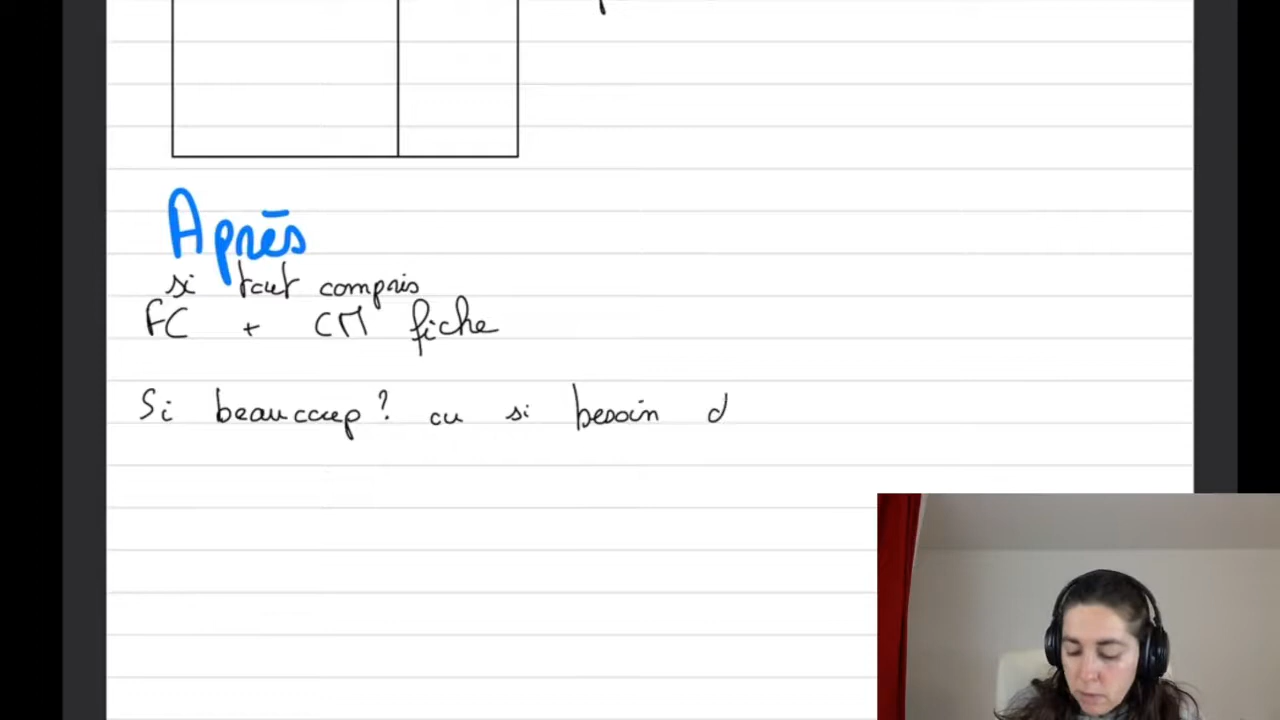 Après
si tout compris
FC + CM fiche
Si beaucoup ? ou si besoin d